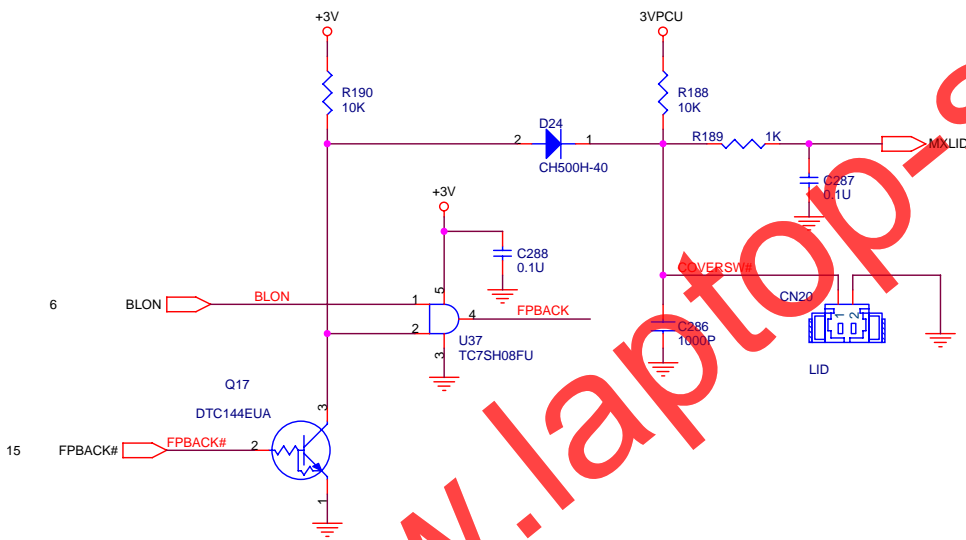 +3V
3VPCU
R190
10K
R188
10K
D24
2
1
CH500H-40
R189
1K
MXLID
C287
0.1U
+3V
C288
0.1U
COVERSW#
6
BLON
BLON
1
5
4
FPBACK
2
3
U37
TC7SH08FU
C286
1000P
CN20
1
2
LID
Q17
DTC144EUA
3
15
FPBACK#
FPBACK#
2
1
w.laptop-s